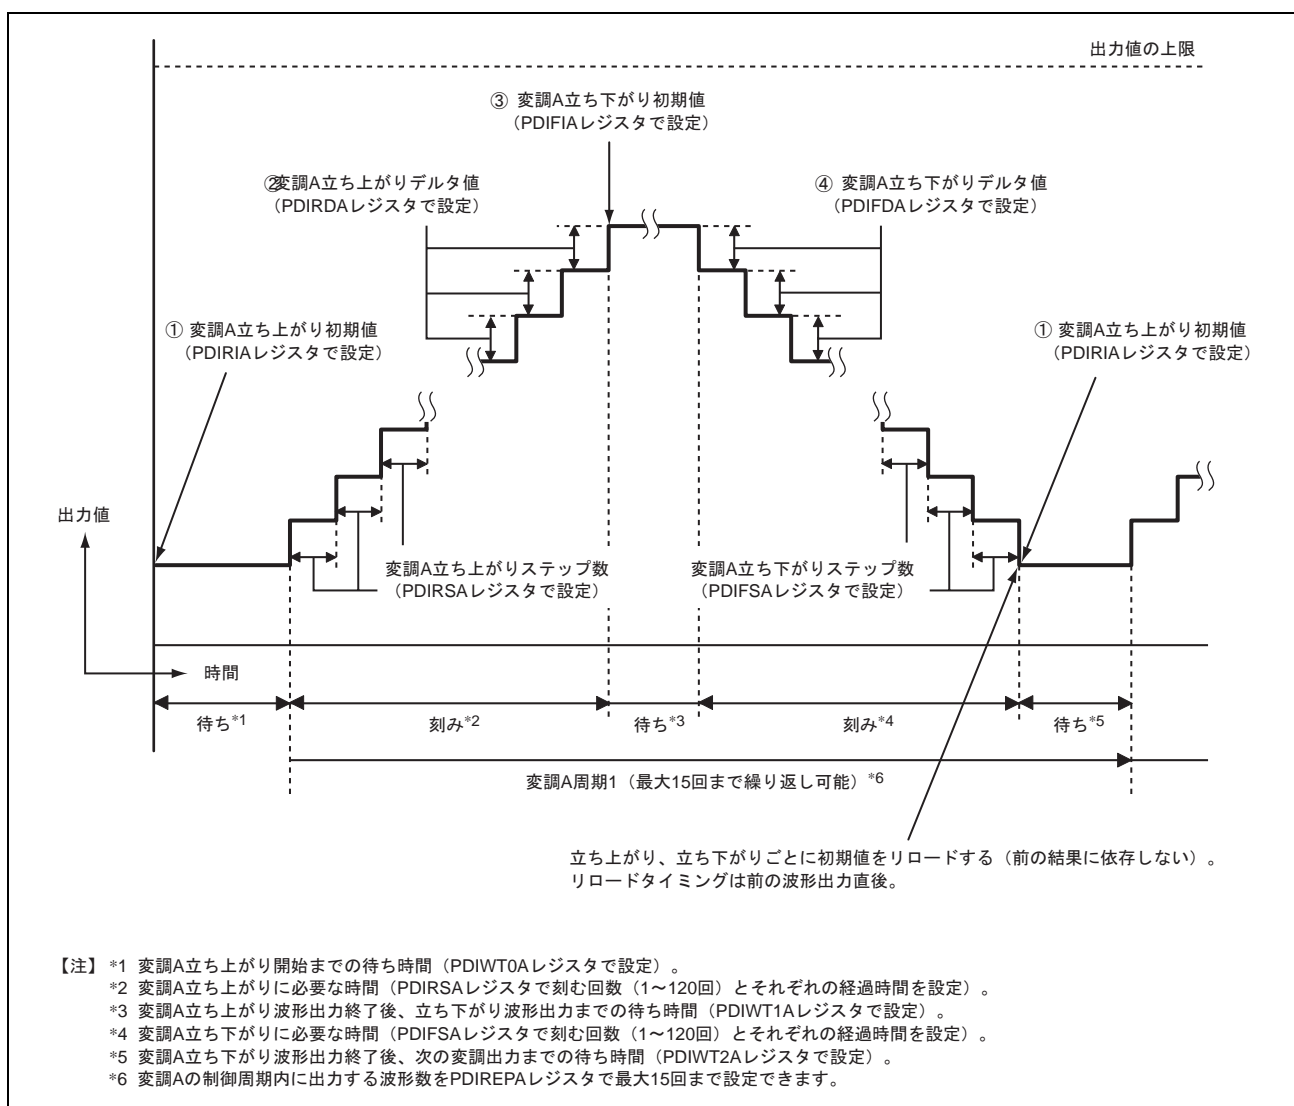 出力値の上限
③ 変調A立ち下がり初期値
（PDIFIAレジスタで設定）
②変調A立ち上がりデルタ値
（PDIRDAレジスタで設定）
④ 変調A立ち下がりデルタ値
（PDIFDAレジスタで設定）
① 変調A立ち上がり初期値
（PDIRIAレジスタで設定）
① 変調A立ち上がり初期値
（PDIRIAレジスタで設定）
出力値
変調A立ち上がりステップ数
（PDIRSAレジスタで設定）
変調A立ち下がりステップ数
（PDIFSAレジスタで設定）
時間
待ち*1
刻み*2
待ち*3
刻み*4
待ち*5
変調A周期1（最大15回まで繰り返し可能）*6
立ち上がり、立ち下がりごとに初期値をリロードする（前の結果に依存しない）。
リロードタイミングは前の波形出力直後。
【注】 *1 変調A立ち上がり開始までの待ち時間（PDIWT0Aレジスタで設定）。
*2 変調A立ち上がりに必要な時間（PDIRSAレジスタで刻む回数（1～120回）とそれぞれの経過時間を設定）。
*3 変調A立ち上がり波形出力終了後、立ち下がり波形出力までの待ち時間（PDIWT1Aレジスタで設定）。
*4 変調A立ち下がりに必要な時間（PDIFSAレジスタで刻む回数（1～120回）とそれぞれの経過時間を設定）。
*5 変調A立ち下がり波形出力終了後、次の変調出力までの待ち時間（PDIWT2Aレジスタで設定）。
*6 変調Aの制御周期内に出力する波形数をPDIREPAレジスタで最大15回まで設定できます。